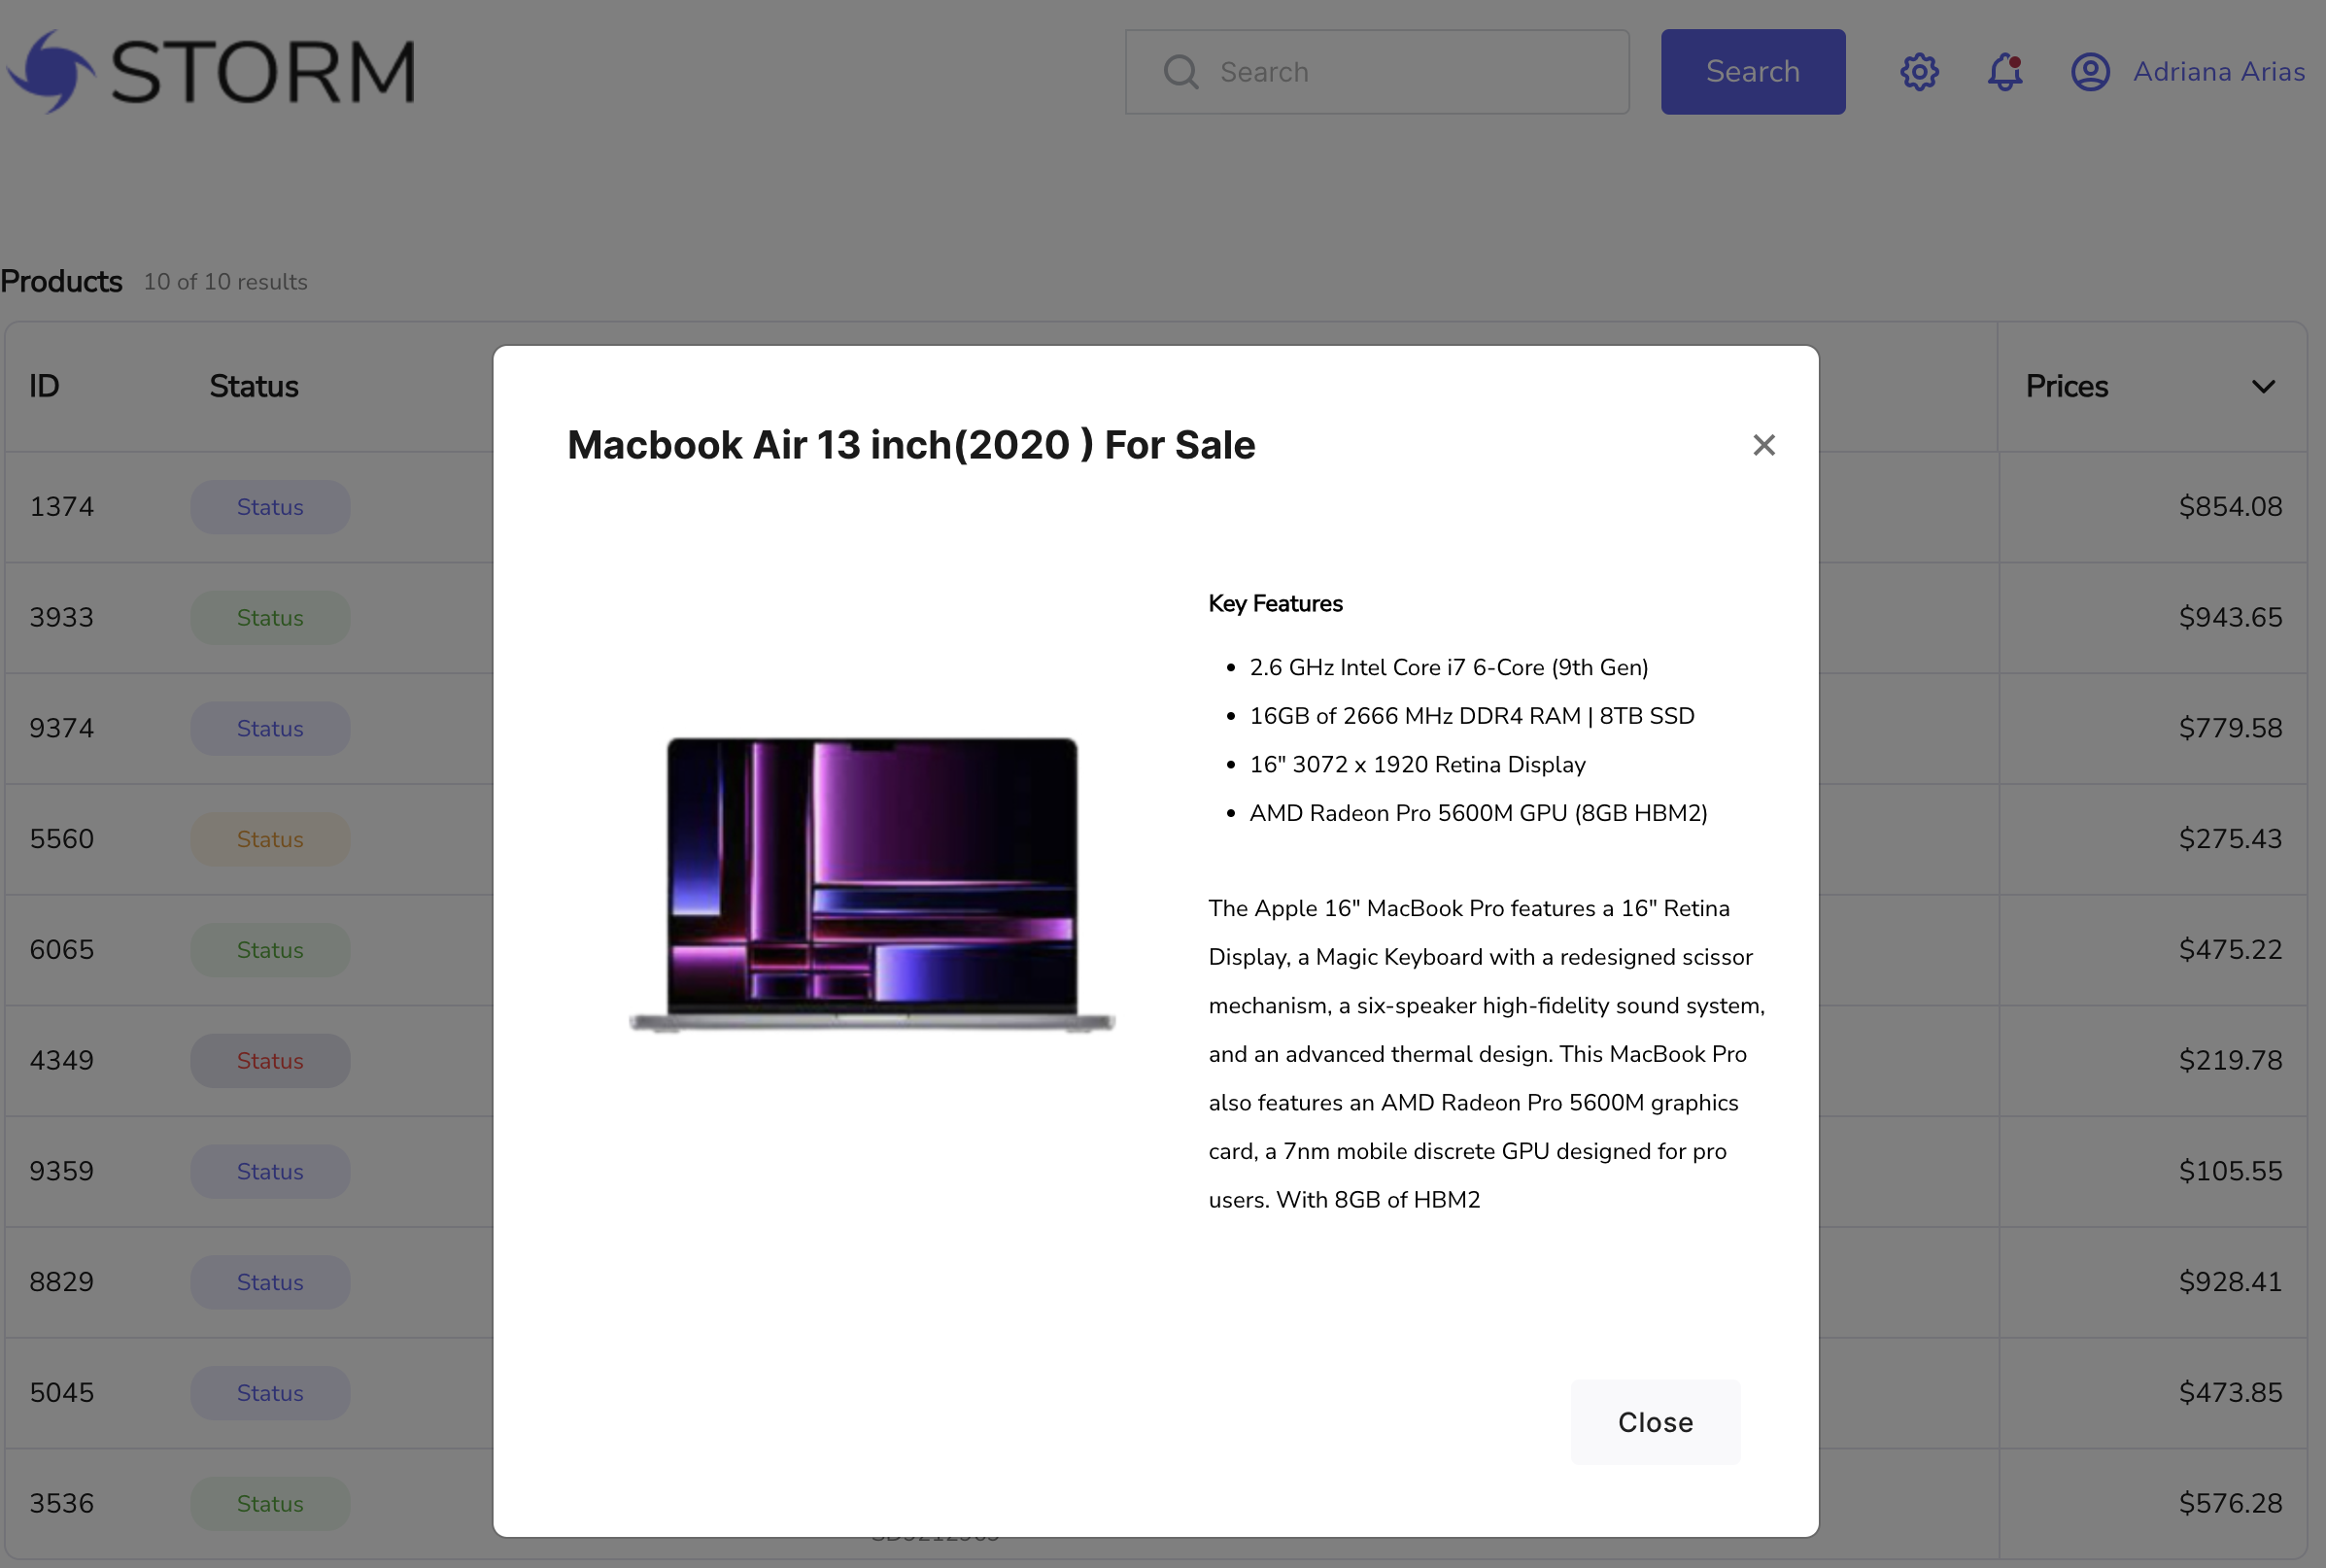 STORM
Search
Search
Adriana Arias
Products 10 of 10 results
ID Status Prices
Macbook Air 13 inch(2020 ) For Sale
1374 Status $854.08
3933 Status $943.65
9374 Status $779.58
5560 Status $275.43
6065 Status $475.22
4349 Status $219.78
9359 Status $105.55
8829 Status $928.41
5045 Status $473.85
3536 Status $576.28
Key Features
• 2.6 GHz Intel Core i7 6-Core (9th Gen)
• 16GB of 2666 MHz DDR4 RAM | 8TB SSD
• 16" 3072 x 1920 Retina Display
• AMD Radeon Pro 5600M GPU (8GB HBM2)
The Apple 16" MacBook Pro features a 16" Retina
Display, a Magic Keyboard with a redesigned scissor
mechanism, a six-speaker high-fidelity sound system,
and an advanced thermal design. This MacBook Pro
also features an AMD Radeon Pro 5600M graphics
card, a 7nm mobile discrete GPU designed for pro
users. With 8GB of HBM2
Close